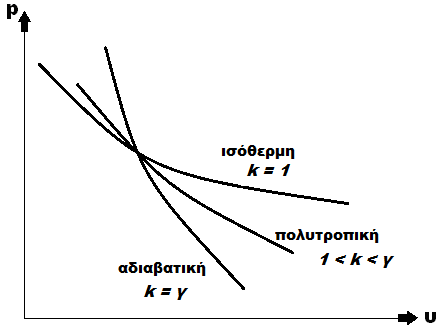 p
ισόθερμη
k = 1
πολυτροπική
1 < k < γ
αδιαβατική
k = γ
υ